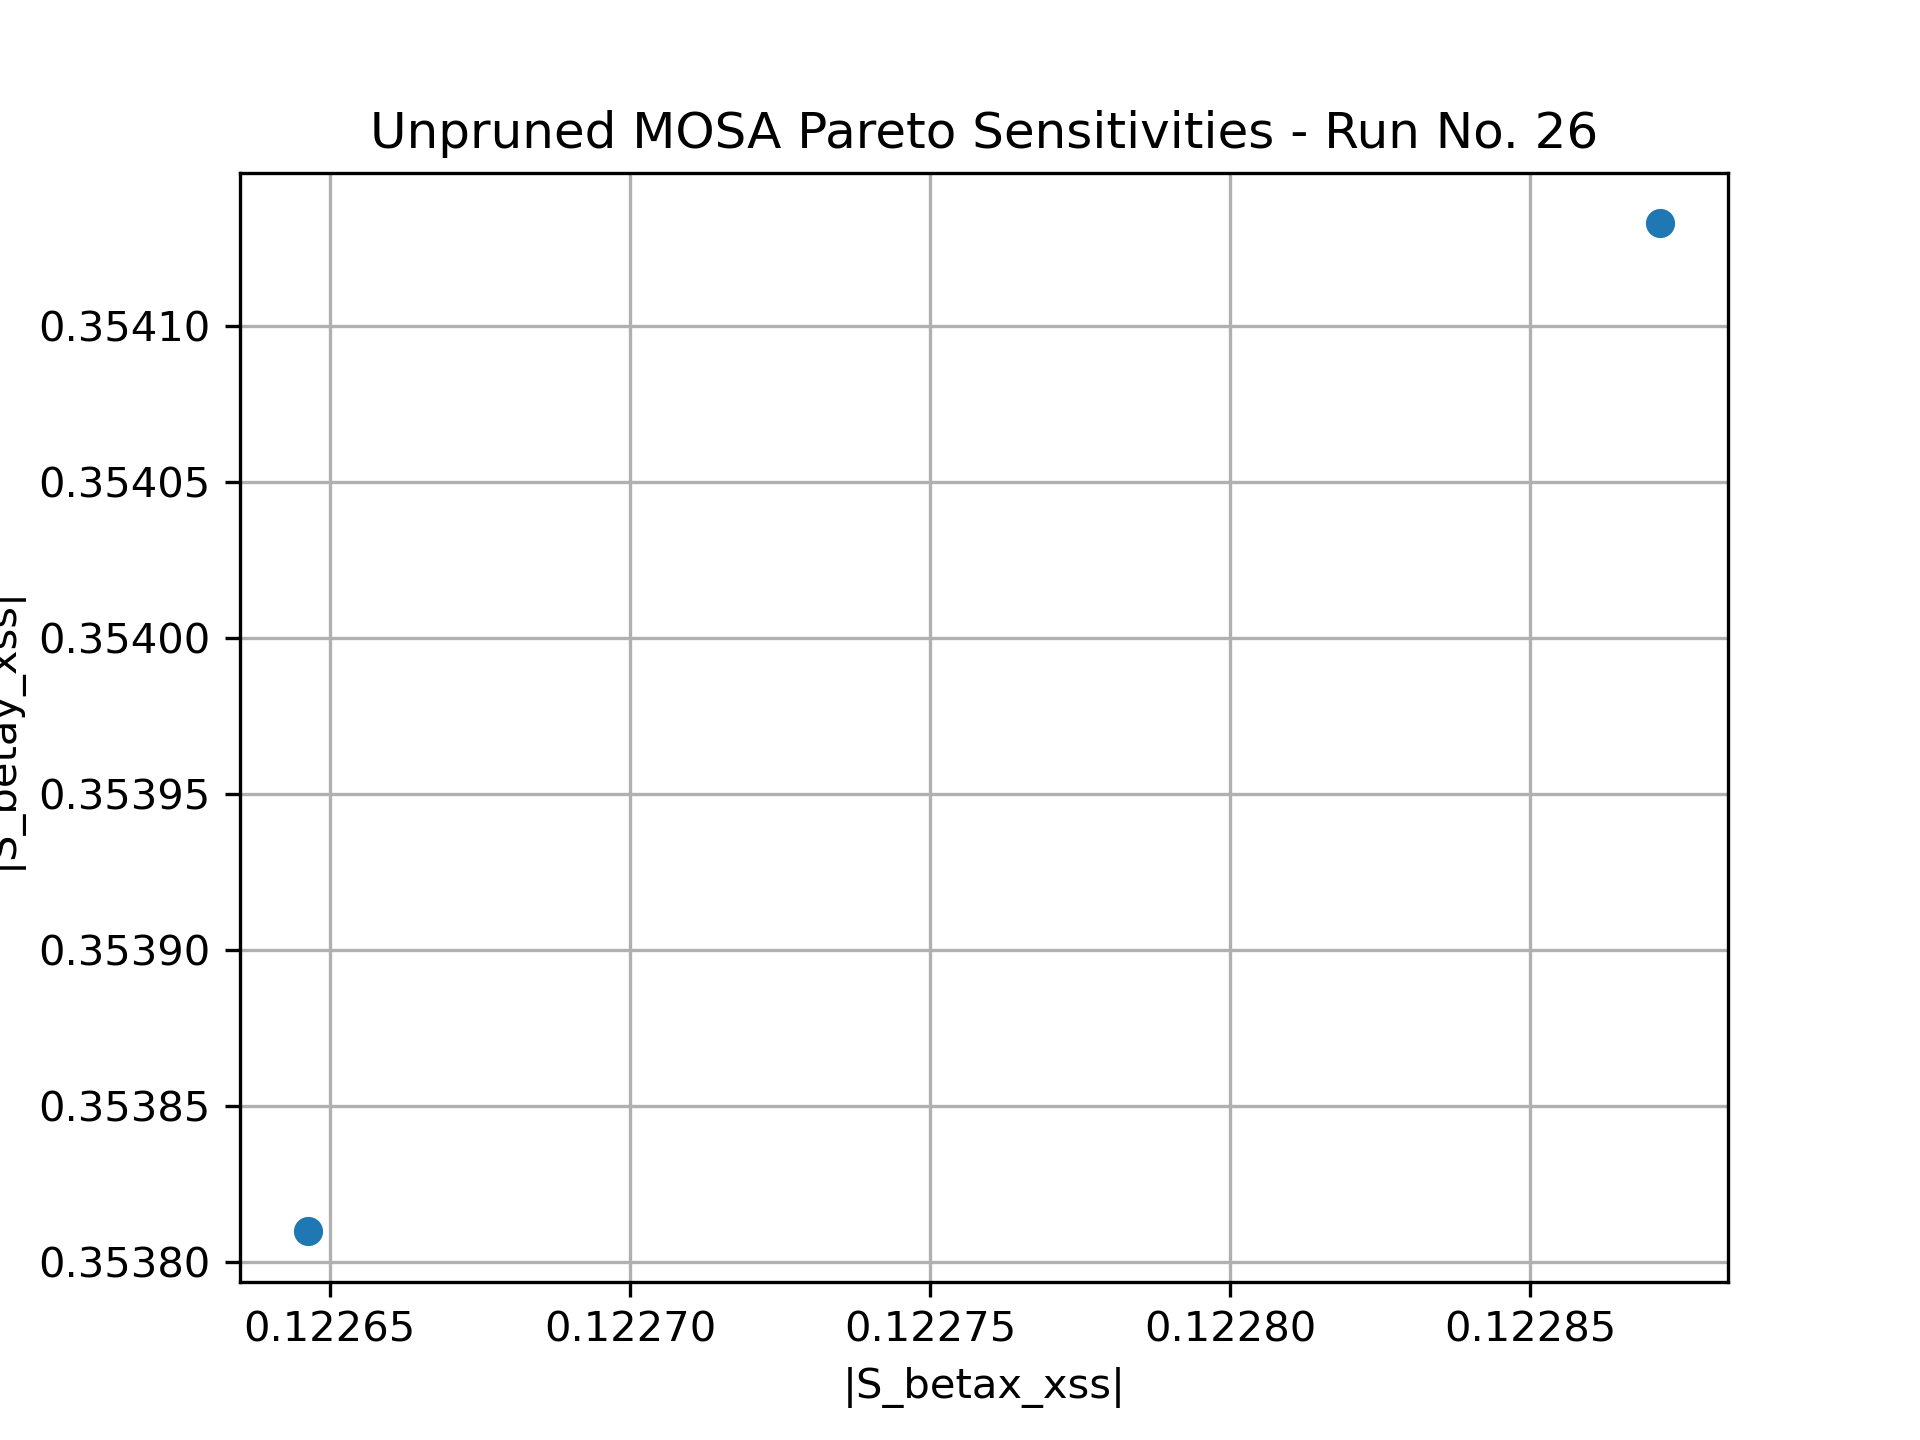 Unpruned MOSA Pareto Sensitivities - Run No. 26
0.35410
0.35405
0.35400
0.35395
0.35390
0.35385
0.35380
|S_betay_xss|
0.12265 0.12270 0.12275 0.12280 0.12285
|S_betax_xss|